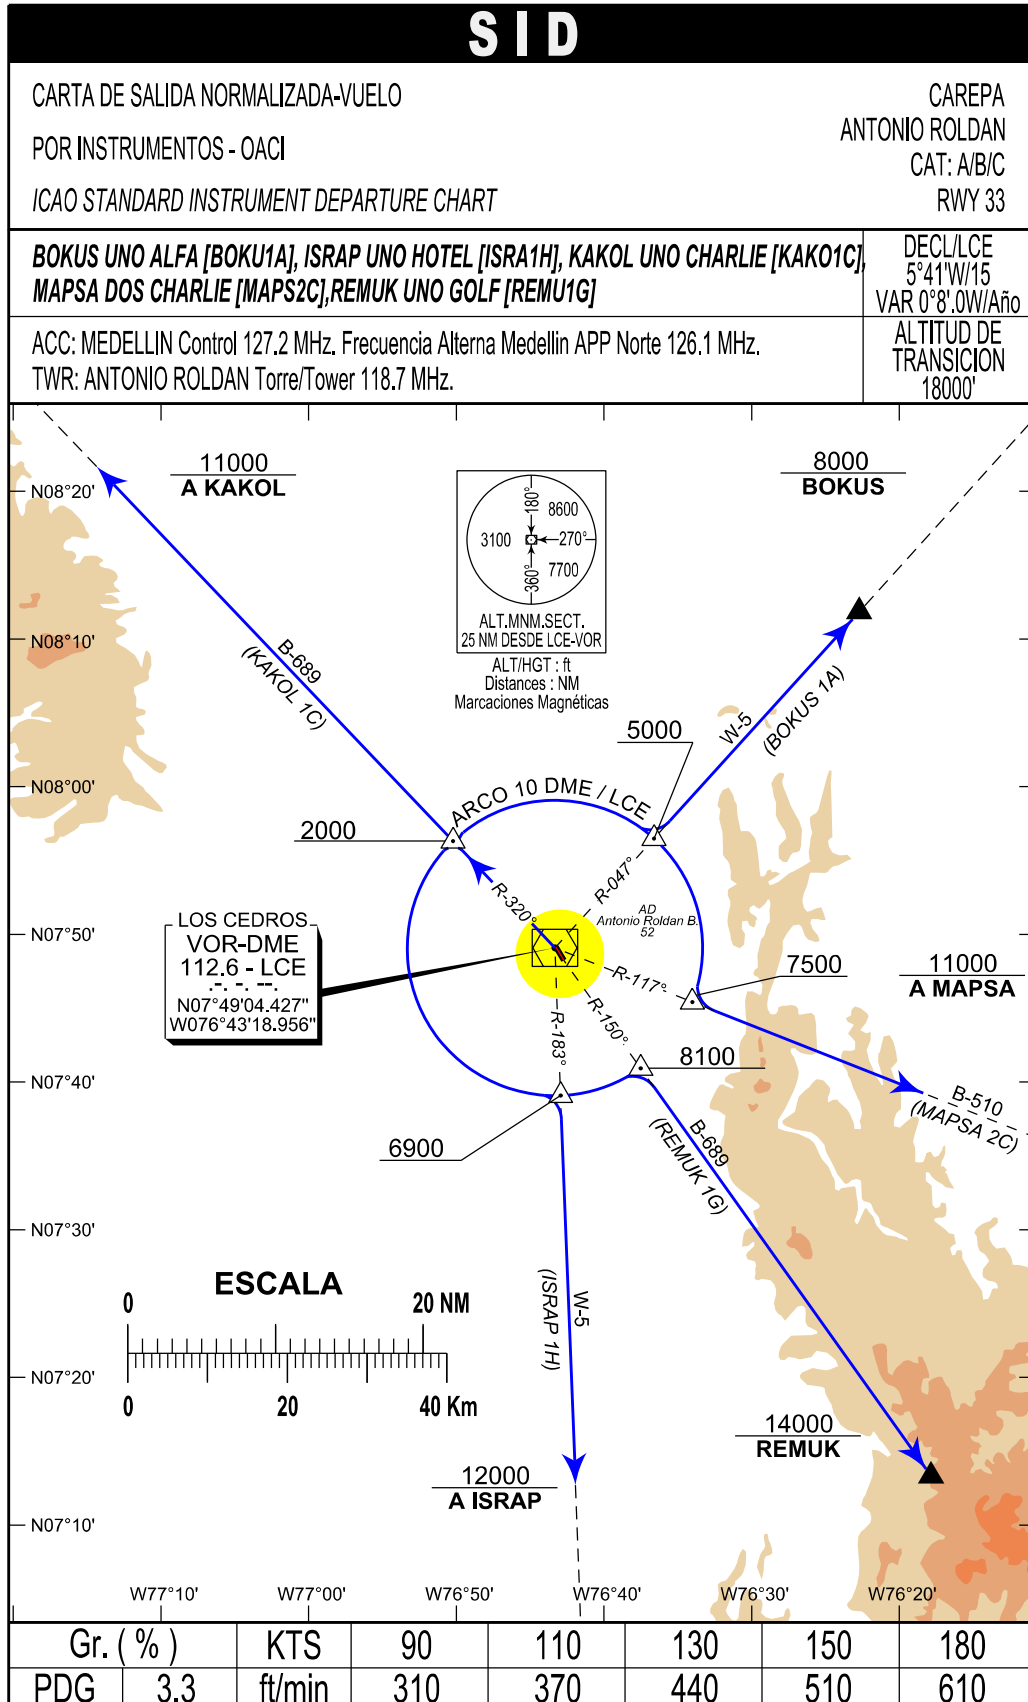 SID
CARTA DE SALIDA NORMALIZADA-VUELO
POR INSTRUMENTOS - OACI
ICAO STANDARD INSTRUMENT DEPARTURE CHART
CAREPA
ANTONIO ROLDAN
CAT: A/B/C
RWY 33
BOKUS UNO ALFA [BOKU1A], ISRAP UNO HOTEL [ISRA1H], KAKOL UNO CHARLIE [KAKO1C],
MAPSA DOS CHARLIE [MAPS2C],REMUK UNO GOLF [REMU1G]
DECL/LCE
5°41'W/15
VAR 0°8'.0W/Año
ACC: MEDELLIN Control 127.2 MHz. Frecuencia Alterna Medellin APP Norte 126.1 MHz.
TWR: ANTONIO ROLDAN Torre/Tower 118.7 MHz.
ALTITUD DE
TRANSICION
18000'
11000
A KAKOL
8000
BOKUS
N08°20'
180°
8600
3100
270°
360°
7700
ALT.MNM.SECT.
25 NM DESDE LCE-VOR
ALT/HGT : ft
Distances : NM
Marcaciones Magnéticas
N08°10'
B-689
(KAKOL 1C)
W-5
(BOKUS 1A)
5000
N08°00'
ARCO 10 DME / LCE
2000
R-320°
R-047°
AD
Antonio Roldan B.
52
N07°50'
LOS CEDROS
VOR-DME
112.6 - LCE
.-.. -.-. .
N07°49'04.427"
W076°43'18.956"
R-117°
7500
11000
A MAPSA
R-150°
R-183°
8100
N07°40'
B-510
(MAPSA 2C)
6900
B-689
(REMUK 1G)
N07°30'
ESCALA
0 20 NM
0 20 40 Km
W-5
(ISRAP 1H)
N07°20'
14000
REMUK
12000
A ISRAP
N07°10'
W77°10' W77°00' W76°50' W76°40' W76°30' W76°20'
Gr. ( % ) KTS 90 110 130 150 180
PDG 3.3 ft/min 310 370 440 510 610